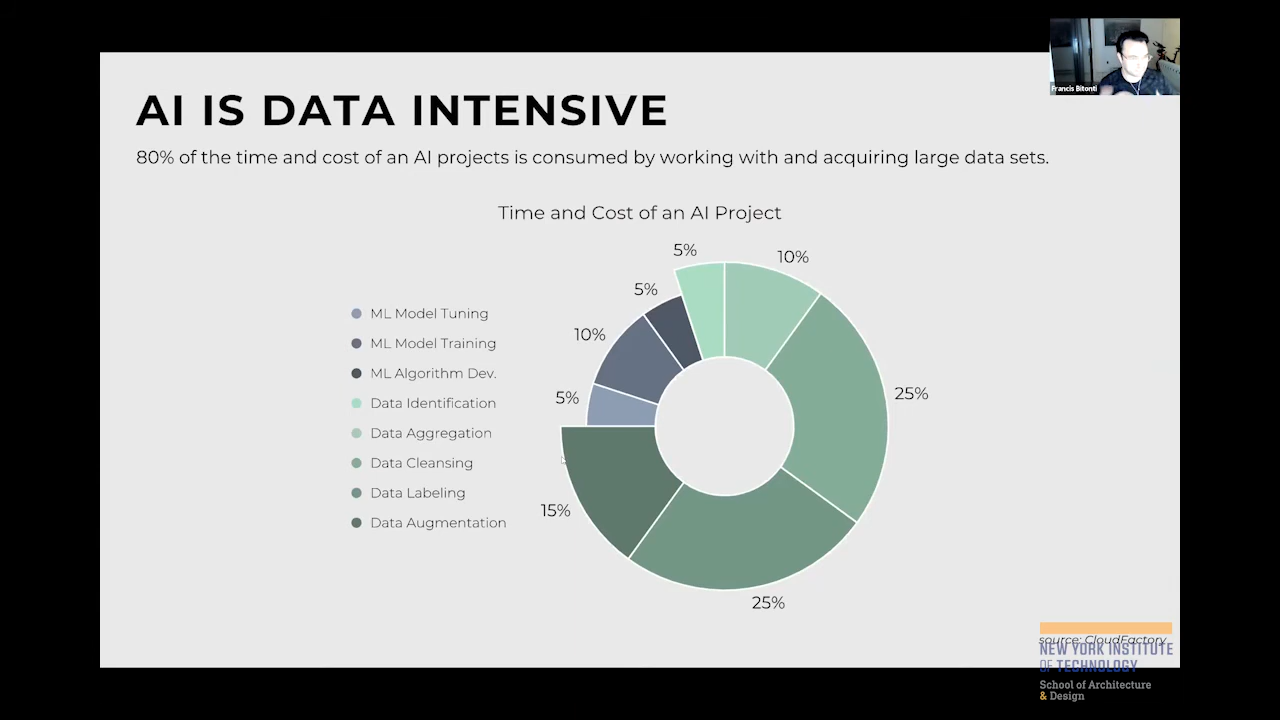 Francis Bitonti
AI IS DATA INTENSIVE
80% of the time and cost of an AI projects is consumed by working with and acquiring large data sets.
Time and Cost of an AI Project
5%
10%
5%
10%
5%
25%
15%
25%
ML Model Tuning
ML Model Training
ML Algorithm Dev.
Data Identification
Data Aggregation
Data Cleansing
Data Labeling
Data Augmentation
source: CloudFactory
NEW YORK INSTITUTE
OF TECHNOLOGY
School of Architecture
& Design